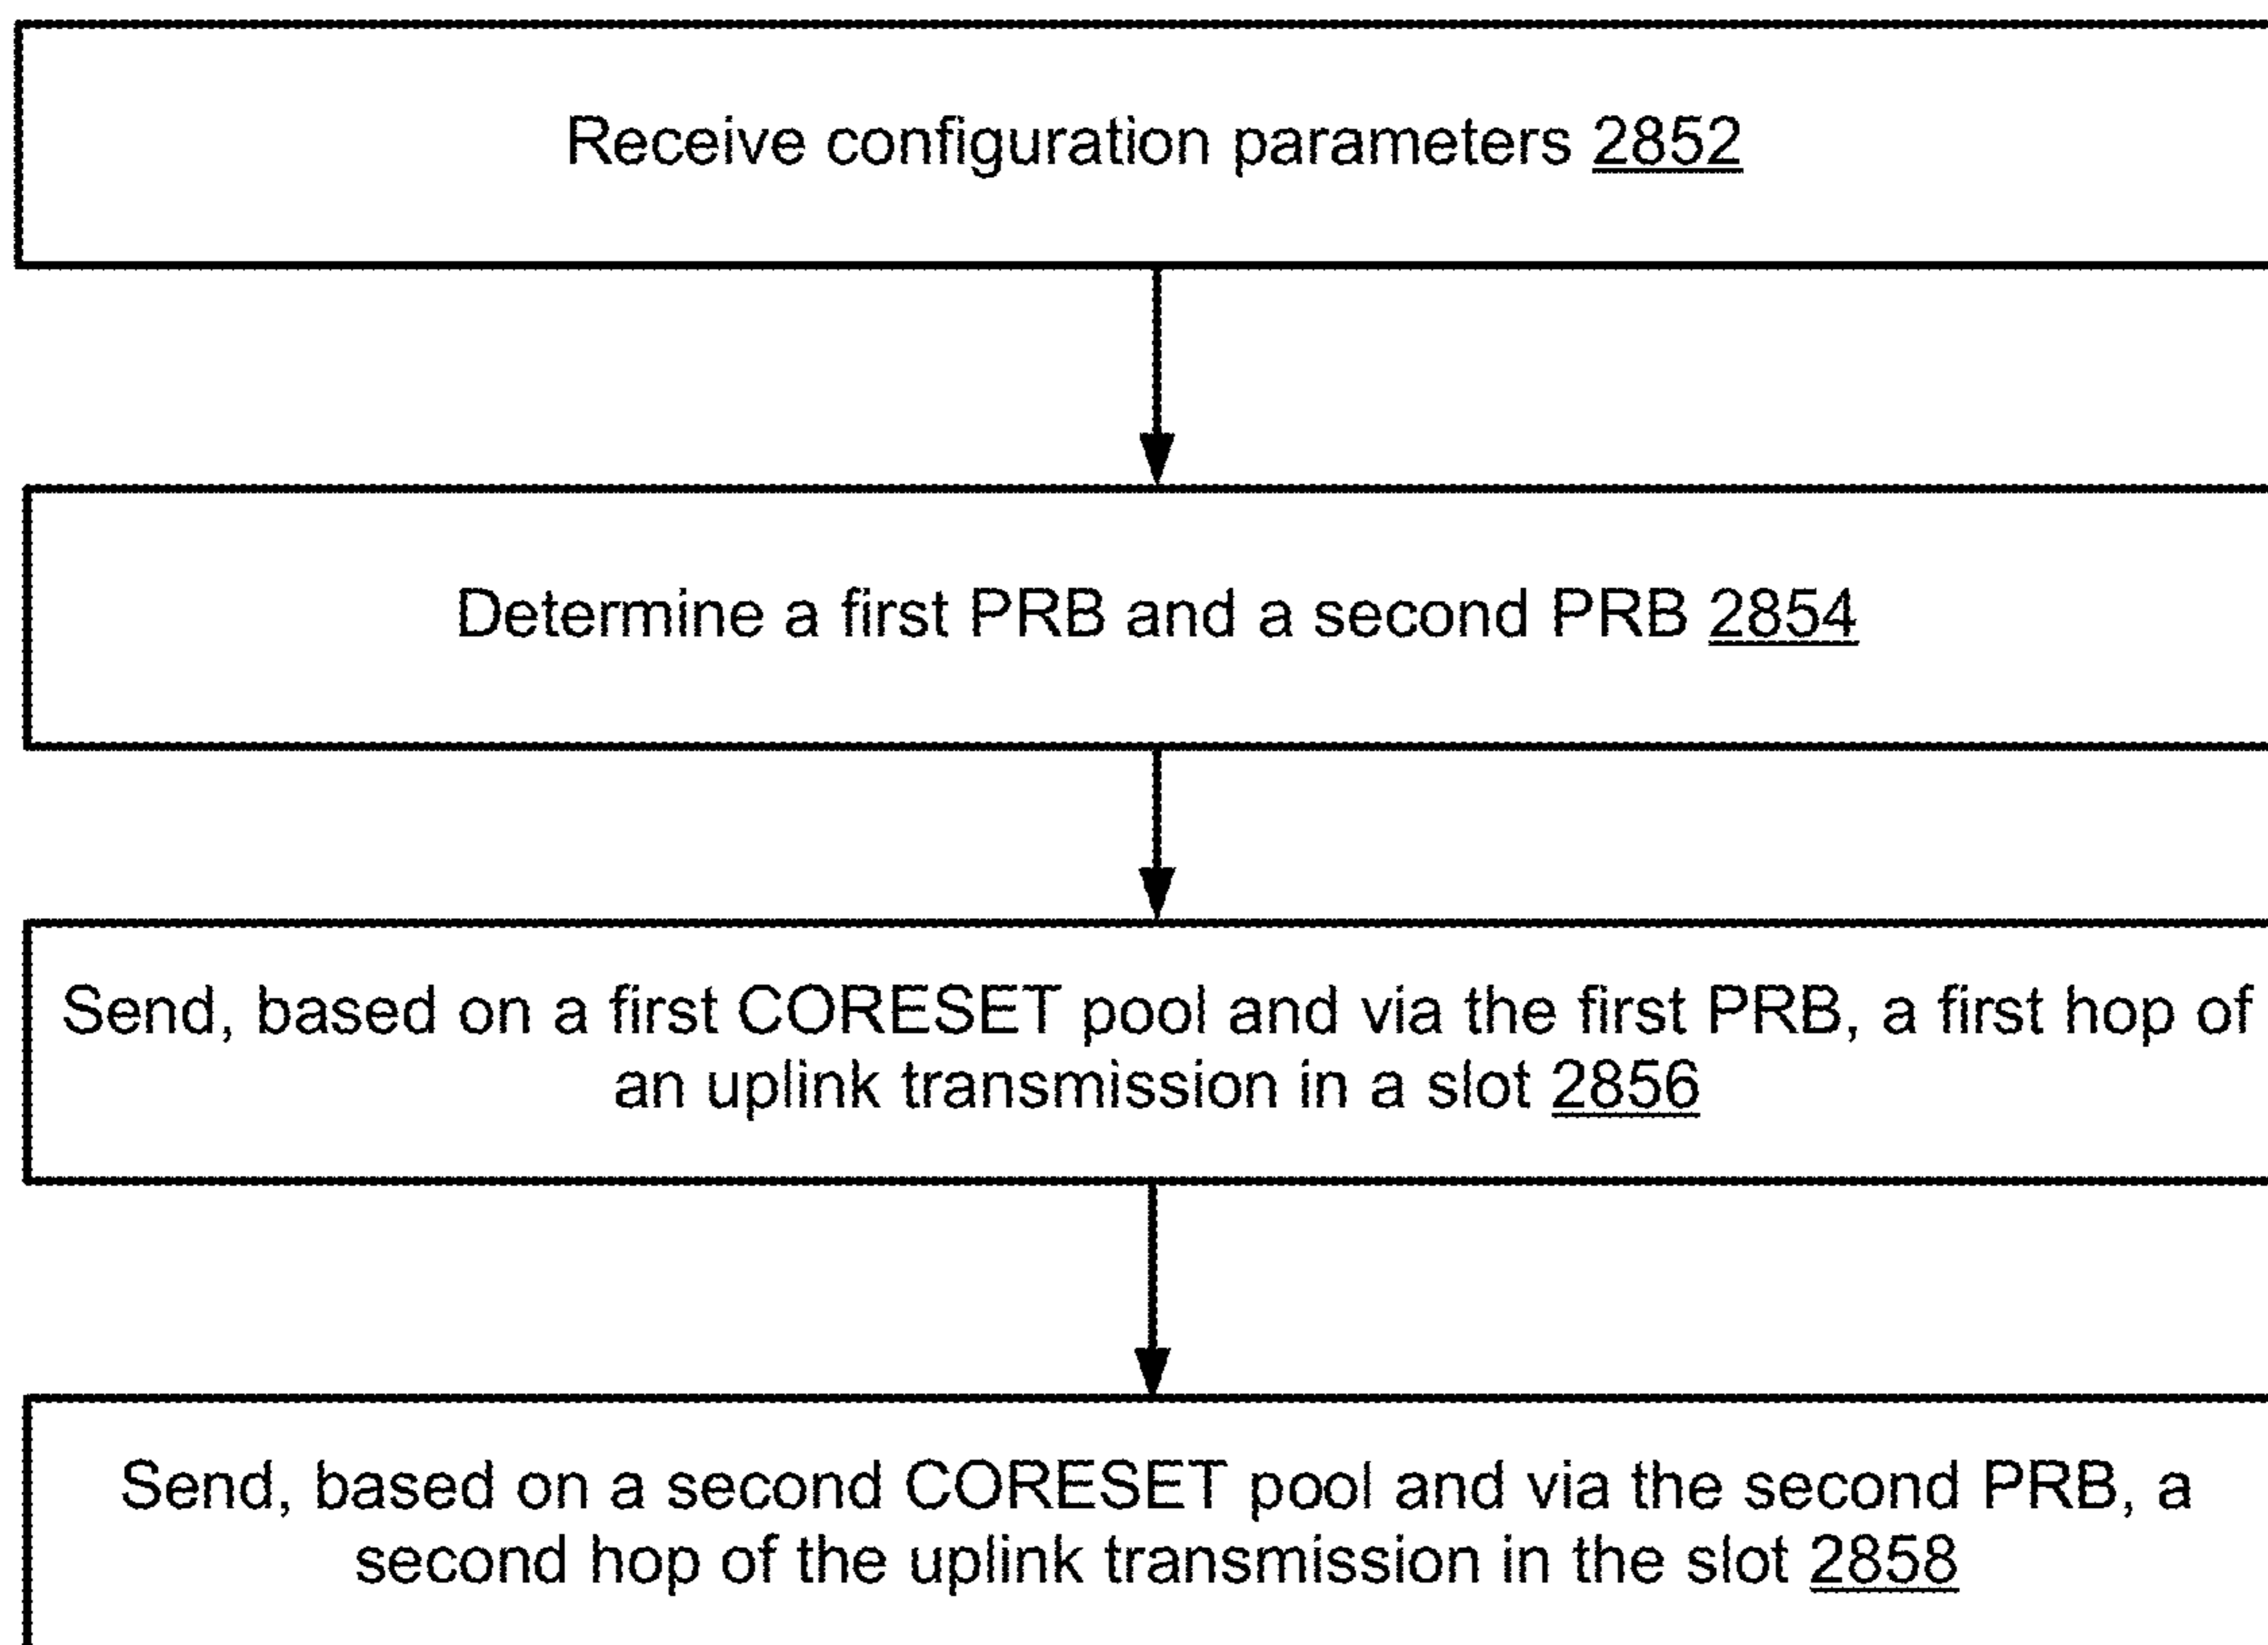 Receive configuration parameters 2852
Determine a first PRB and a second PRB 2854
Send, based on a first CORESET pool and via the first PRB, a first hop of
an uplink transmission in a slot 2856
Send, based on a second CORESET pool and via the second PRB, a
second hop of the uplink transmission in the slot 2858